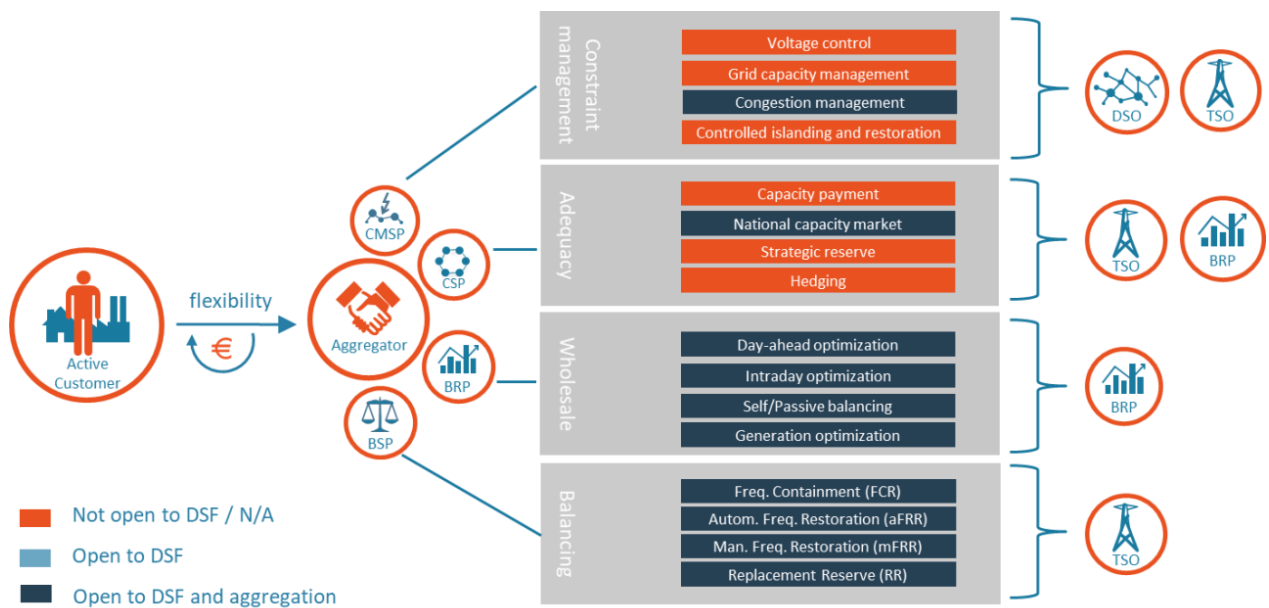 Constraint
management
Voltage control
Grid capacity management
Congestion management
Controlled islanding and restoration
DSO
TSO
Adequacy
Capacity payment
National capacity market
Strategic reserve
Hedging
TSO
BRP
Wholesale
Day-ahead optimization
Intraday optimization
Self/Passive balancing
Generation optimization
BRP
Balancing
Freq. Containment (FCR)
Autom. Freq. Restoration (aFRR)
Man. Freq. Restoration (mFRR)
Replacement Reserve (RR)
TSO
Active
Customer
flexibility
€
Aggregator
CMSP
CSP
BRP
BSP
Not open to DSF / N/A
Open to DSF
Open to DSF and aggregation